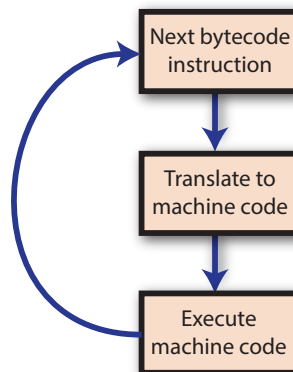 Next bytecode
instruction
Translate to
machine code
Execute
machine code